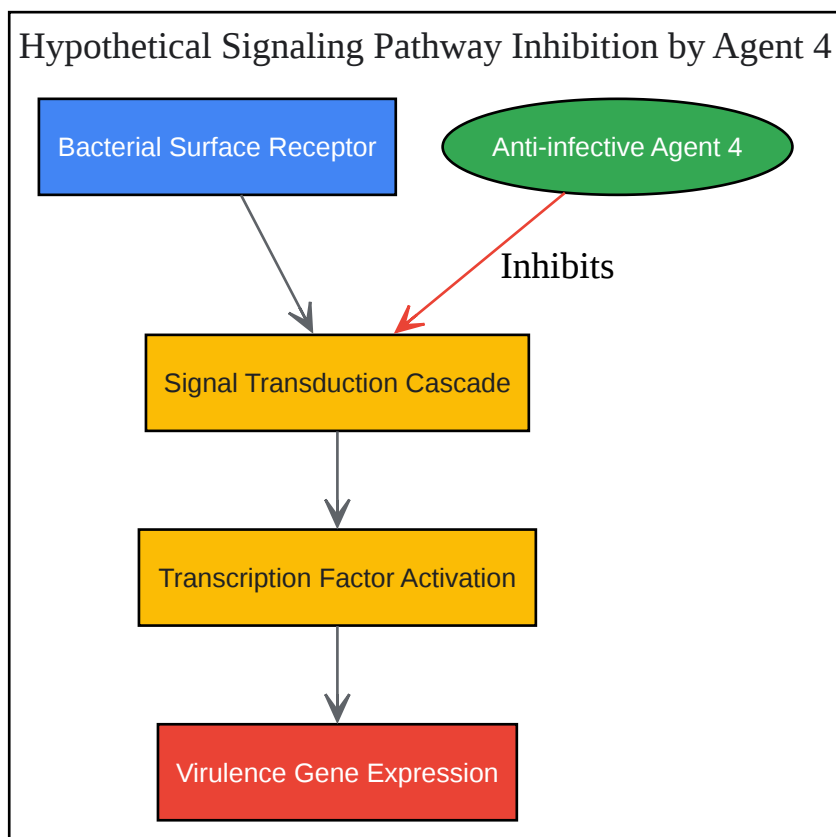 Hypothetical Signaling Pathway Inhibition by Agent 4
Bacterial Surface Receptor
Anti-infective Agent 4
Inhibits
Signal Transduction Cascade
Transcription Factor Activation
Virulence Gene Expression